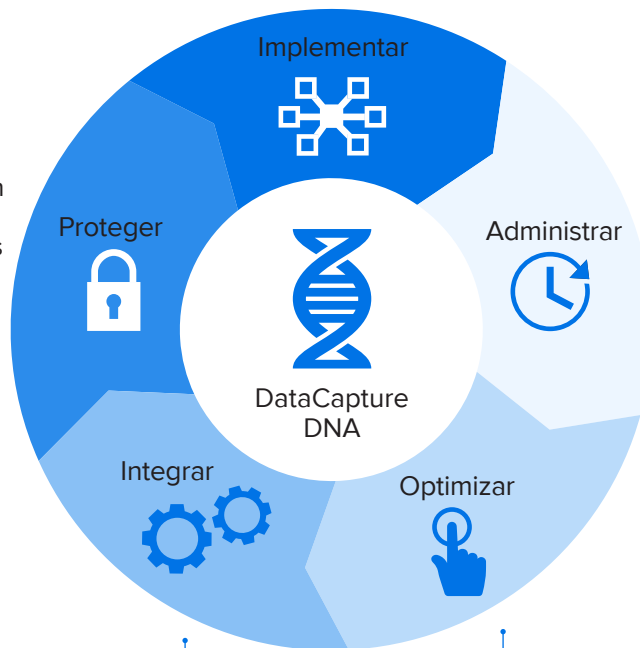 Implementar
Proteger
Administrar
DataCapture
DNA
Integrar
Optimizar